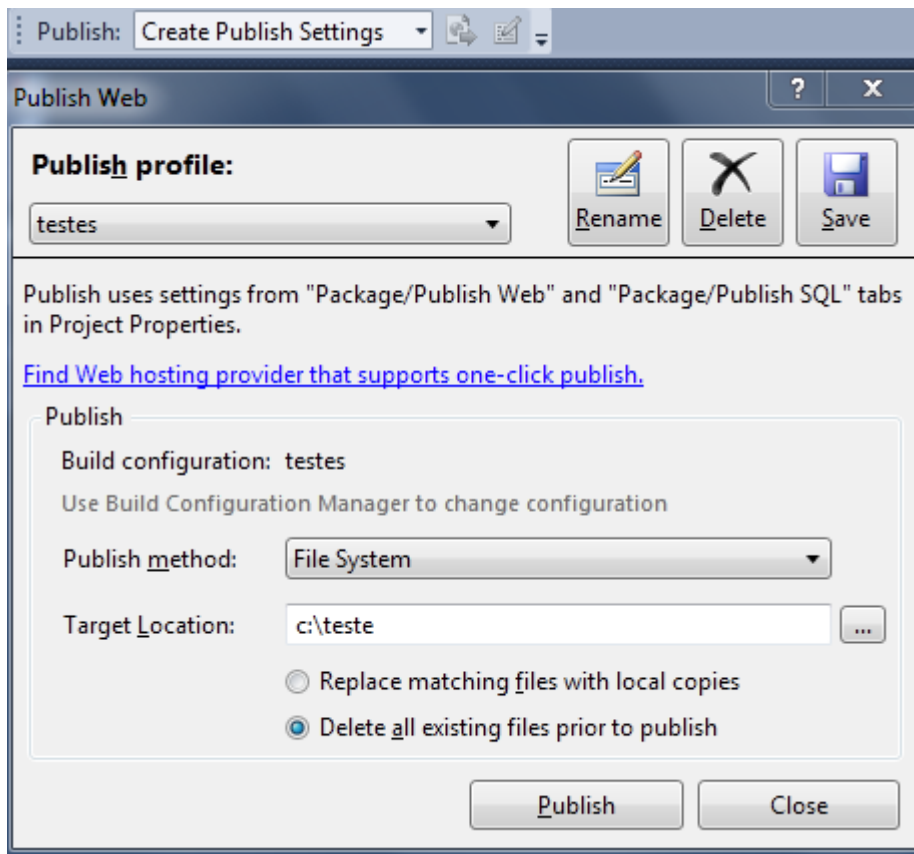 Publish: Create Publish Settings
Publish Web
?
X
Publish profile:
testes
Rename
Delete
Save
Publish uses settings from "Package/Publish Web" and "Package/Publish SQL" tabs
in Project Properties.
Find Web hosting provider that supports one-click publish.
Publish
Build configuration: testes
Use Build Configuration Manager to change configuration
Publish method: File System
Target Location: c:\teste
...
Replace matching files with local copies
Delete all existing files prior to publish
Publish
Close